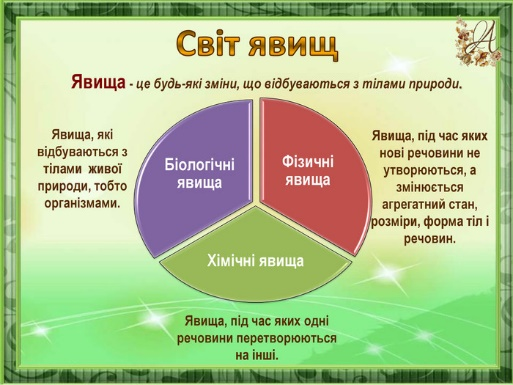 Світ явищ
Явища - це будь-які зміни, що відбуваються з тілами природи.
Явища, які
відбуваються з
тілами живої
природи, тобто
організмами.
Біологічні
явища
Фізичні
явища
Явища, під час яких
нові речовини не
утворюються, а
змінюється
агрегатний стан,
розміри, форма тіл і
речовин.
Хімічні явища
Явища, під час яких одні
речовини перетворюються
на інші.